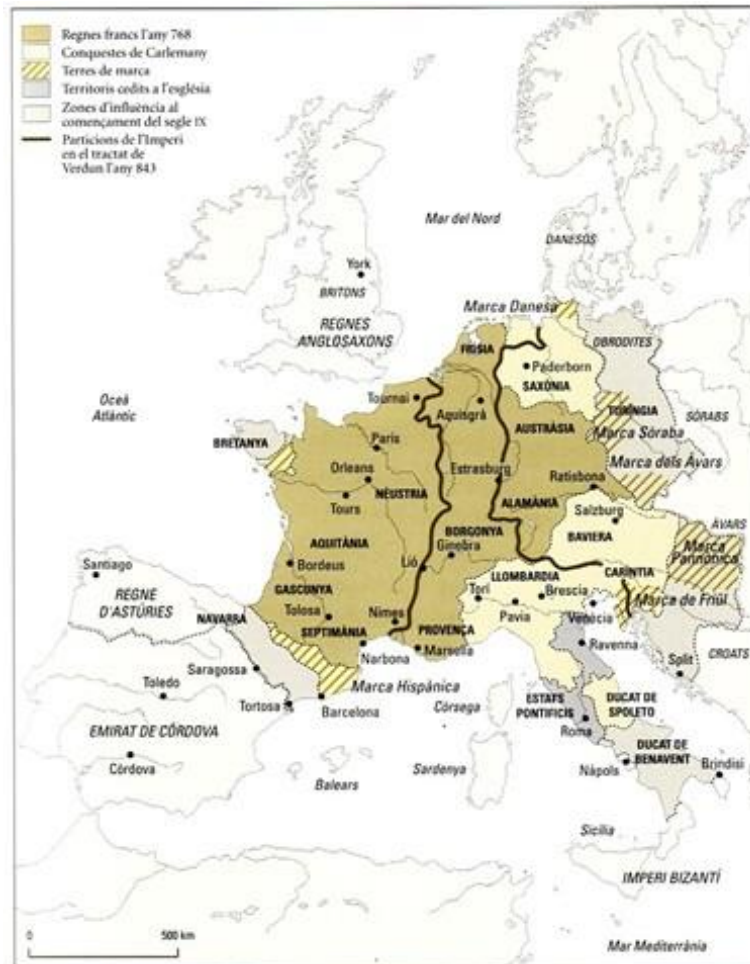 Regnes francs l'any 768
Conquestes de Carlemany
Terres de marca
Territoris cedits a l'església
Zones d'influència al
començament del segle IX
Particions de l'Imperi
en el tractat de
Verdun l'any 843
Mar del Nord
DANESOS
York
BRITONS
REGNES
ANGLOSAXONS
Marca Danesa
OBRODITES
FRISIA
Paderborn
SAXÒNIA
Oceà
Atlàntic
Tournai
Aquisgrà
TURÍNGIA
SÒRABS
AUSTRÀSIA
Marca Sòraba
BRETANYA
París
Marca dels Àvars
Orleans
Estrasburg
Ratisbona
NÈUSTRIA
Tours
ALAMÀNIA
Salzburg
ÀVARS
BAVIERA
Marca
Pannònica
AQUITÀNIA
BORGONYA
Ginebra
Bordeus
Lió
CARÍNTIA
Santiago
LLOMBARDIA
REGNE
D'ASTÚRIES
GASCONYA
Torí
Brescia
Marca de Friül
NAVARRA
Tolosa
Nimes
Pavia
Venècia
SEPTIMÀNIA
PROVENÇA
CROATS
Narbona
Marsella
Ravenna
Saragossa
Split
Marca Hispànica
Toledo
Tortosa
Barcelona
Còrsega
ESTATS
PONTIFICIS
DUCAT DE
SPOLETO
EMIRAT DE CÓRDOVA
Roma
DUCAT DE
BENAVENT
Córdova
Balears
Sardenya
Nàpols
Brindisi
Sicília
IMPERI BIZANTÍ
0 500 km
Mar Mediterrània